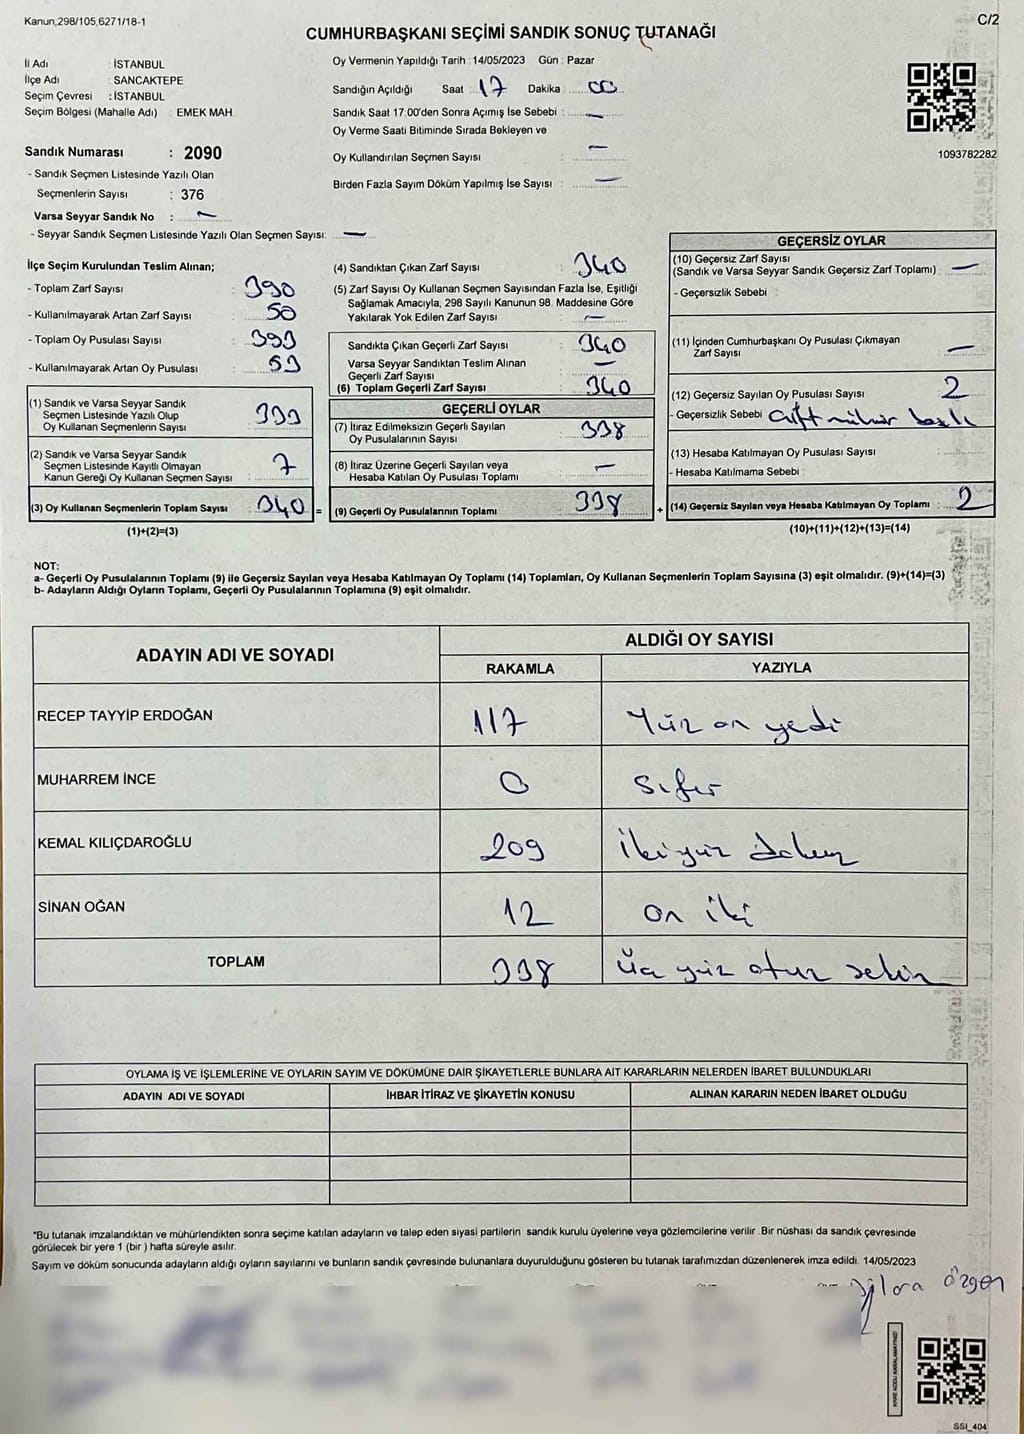 Kanun,298/105,6271/18-1
C/2
CUMHURBAŞKANI SEÇİMİ SANDIK SONUÇ TUTANAĞI
İl Adı : İSTANBUL
İlçe Adı : SANCAKTEPE
Seçim Çevresi : İSTANBUL
Seçim Bölgesi (Mahalle Adı) : EMEK MAH.
Sandık Numarası : 2090
- Sandık Seçmen Listesinde Yazılı Olan
Seçmenlerin Sayısı : 376
Varsa Seyyar Sandık No : —
- Seyyar Sandık Seçmen Listesinde Yazılı Olan Seçmen Sayısı: —
Oy Vermenin Yapıldığı Tarih : 14/05/2023 Gün : Pazar
Sandığın Açıldığı Saat : 17 Dakika : 00
Sandık Saat 17.00'den Sonra Açımış İse Sebebi : —
Oy Verme Saati Bitiminde Sırada Bekleyen ve
Oy Kullandırılan Seçmen Sayısı : —
Birden Fazla Sayım Döküm Yapılmış İse Sayısı : —
1093782282
İlçe Seçim Kurulundan Teslim Alınan;
- Toplam Zarf Sayısı : 390
- Kullanılmayarak Artan Zarf Sayısı : 50
- Toplam Oy Pusulası Sayısı : 393
- Kullanılmayarak Artan Oy Pusulası : 53
(1) Sandık ve Varsa Seyyar Sandık
Seçmen Listesinde Yazılı Olup
Oy Kullanan Seçmenlerin Sayısı : 333
(2) Sandık ve Varsa Seyyar Sandık
Seçmen Listesinde Kayıtlı Olmayan
Kanun Gereği Oy Kullanan Seçmen Sayısı : 7
(3) Oy Kullanan Seçmenlerin Toplam Sayısı : 340 =
(1)+(2)=(3)
(4) Sandıktan Çıkan Zarf Sayısı : 340
(5) Zarf Sayısı Oy Kullanan Seçmen Sayısından Fazla İse, Eşitliği
Sağlamak Amacıyla, 298 Sayılı Kanunun 98. Maddesine Göre
Yakılarak Yok Edilen Zarf Sayısı : —
Sandıkta Çıkan Geçerli Zarf Sayısı : 340
Varsa Seyyar Sandıktan Teslim Alınan
Geçerli Zarf Sayısı : —
(6) Toplam Geçerli Zarf Sayısı : 340
GEÇERLİ OYLAR
(7) İtiraz Edilmeksizin Geçerli Sayılan
Oy Pusulalarının Sayısı : 338
(8) İtiraz Üzerine Geçerli Sayılan veya
Hesaba Katılan Oy Pusulası Toplamı : —
(9) Geçerli Oy Pusulalarının Toplamı : 338 +
GEÇERSİZ OYLAR
(10) Geçersiz Zarf Sayısı
(Sandık ve Varsa Seyyar Sandık Geçersiz Zarf Toplamı) : —
- Geçersizlik Sebebi :
(11) İçinden Cumhurbaşkanı Oy Pusulası Çıkmayan
Zarf Sayısı : —
(12) Geçersiz Sayılan Oy Pusulası Sayısı : 2
- Geçersizlik Sebebi : çift mühür
(13) Hesaba Katılmayan Oy Pusulası Sayısı :
- Hesaba Katılmama Sebebi :
(14) Geçersiz Sayılan veya Hesaba Katılmayan Oy Toplamı : 2
(10)+(11)+(12)+(13)=(14)
NOT:
a- Geçerli Oy Pusulalarının Toplamı (9) ile Geçersiz Sayılan veya Hesaba Katılmayan Oy Toplamı (14) Toplamları, Oy Kullanan Seçmenlerin Toplam Sayısına (3) eşit olmalıdır. (9)+(14)=(3)
b- Adayların Aldığı Oyların Toplamı, Geçerli Oy Pusulalarının Toplamına (9) eşit olmalıdır.
ADAYIN ADI VE SOYADI ALDIĞI OY SAYISI
RAKAMLA YAZIYLA
RECEP TAYYİP ERDOĞAN 117 Yüz on yedi
MUHARREM İNCE 0 Sıfır
KEMAL KILIÇDAROĞLU 209 İki yüz dokuz
SİNAN OĞAN 12 on iki
TOPLAM 338 Üç yüz otuz sekiz
OYLAMA İŞ VE İŞLEMLERİNE VE OYLARIN SAYIM VE DÖKÜMÜNE DAİR ŞİKAYETLERLE BUNLARA AİT KARARLARIN NELERDEN İBARET BULUNDUKLARI
ADAYIN ADI VE SOYADI İHBAR İTİRAZ VE ŞİKAYETİN KONUSU ALINAN KARARIN NEDEN İBARET OLDUĞU
*Bu tutanak imzalandıktan ve mühürlendikten sonra seçime katılan adayların ve talep eden siyasi partilerin sandık kurulu üyelerine veya gözlemcilerine verilir. Bir nüshası da sandık çevresinde
görülecek bir yere 1 (bir) hafta süreyle asılır.
Sayım ve döküm sonucunda adayların aldığı oyların sayılarını ve bunların sandık çevresinde bulunanlara duyurulduğunu gösteren bu tutanak tarafımızdan düzenlenerek imza edildi. 14/05/2023
Özgen
KARE KODU KARALAMAYINIZ!
SSI_404